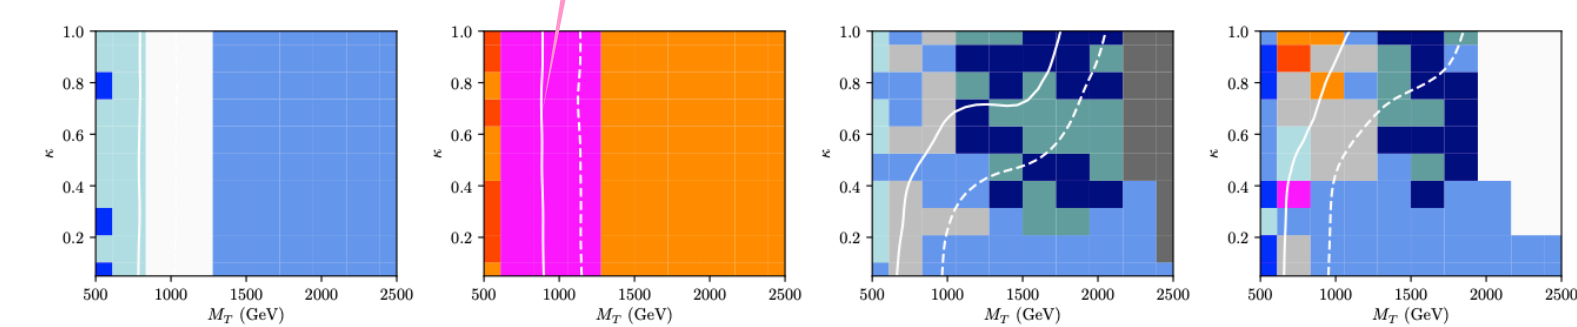 1.0 1.0 1.0 1.0
0.8 0.8 0.8 0.8
0.6 0.6 0.6 0.6
κ κ κ κ
0.4 0.4 0.4 0.4
0.2 0.2 0.2 0.2
500 1000 1500 2000 2500 500 1000 1500 2000 2500 500 1000 1500 2000 2500 500 1000 1500 2000 2500
M_T (GeV) M_T (GeV) M_T (GeV) M_T (GeV)